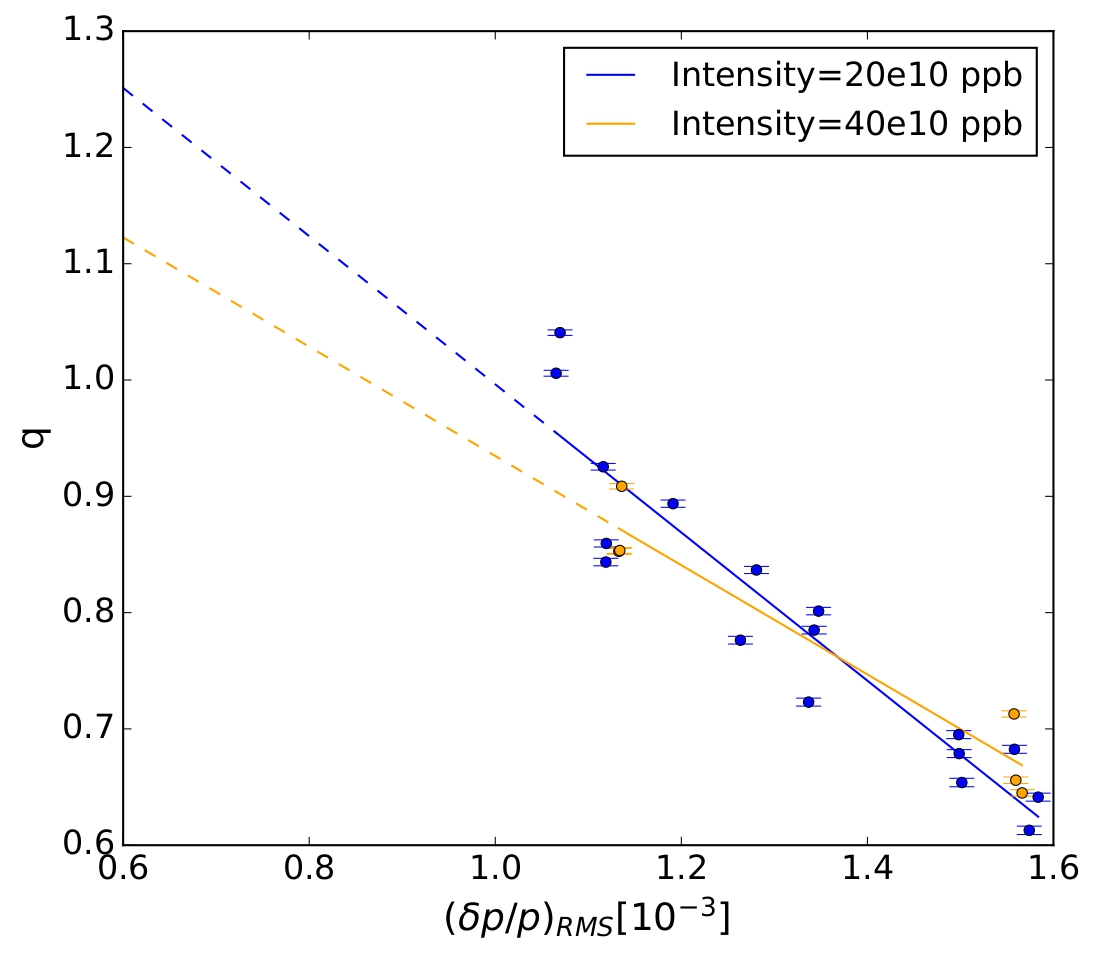 1.3
1.2
1.1
1.0
0.9
0.8
0.7
0.6
q
Intensity=20e10 ppb
Intensity=40e10 ppb
0.6 0.8 1.0 1.2 1.4 1.6
(δp/p)_{RMS}[10^{−3}]